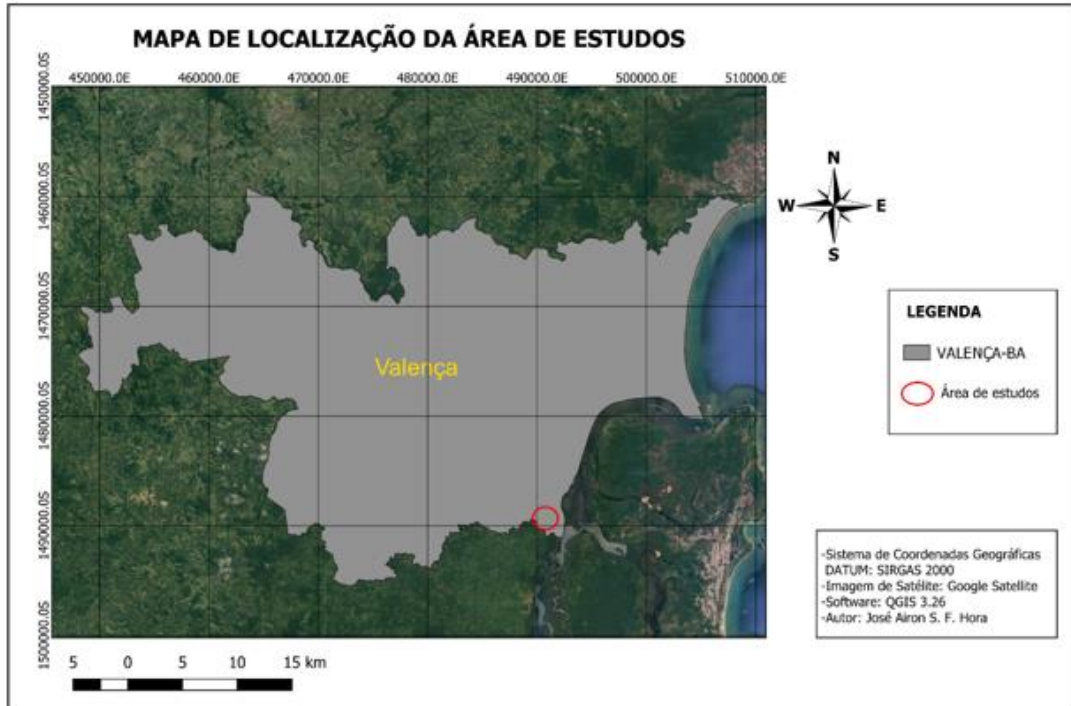 MAPA DE LOCALIZAÇÃO DA ÁREA DE ESTUDOS
450000.0E 460000.0E 470000.0E 480000.0E 490000.0E 500000.0E 510000.0E
1450000.0S
1460000.0S
1470000.0S
1480000.0S
1490000.0S
1500000.0S
Valença
N
W E
S
LEGENDA
VALENÇA-BA
Área de estudos
-Sistema de Coordenadas Geográficas
DATUM: SIRGAS 2000
-Imagem de Satélite: Google Satellite
-Software: QGIS 3.26
-Autor: José Airon S. F. Hora
5 0 5 10 15 km